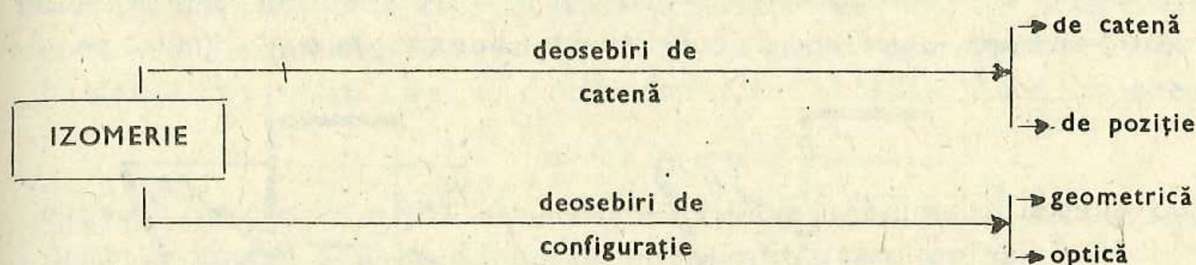 deosebiri de
catenă
de catenă
de poziție
IZOMERIE
deosebiri de
configurație
geometrică
optică